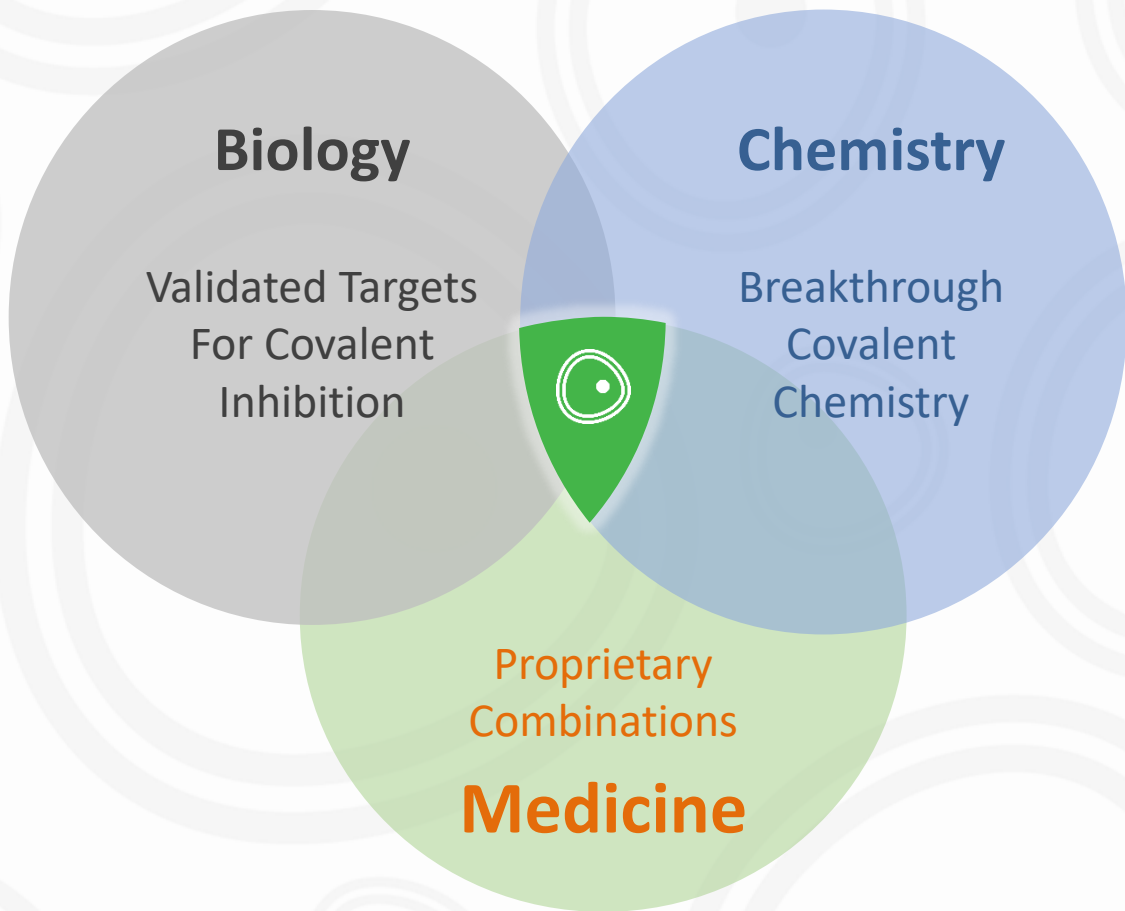 Biology
Validated Targets
For Covalent
Inhibition
Chemistry
Breakthrough
Covalent
Chemistry
Proprietary
Combinations
Medicine